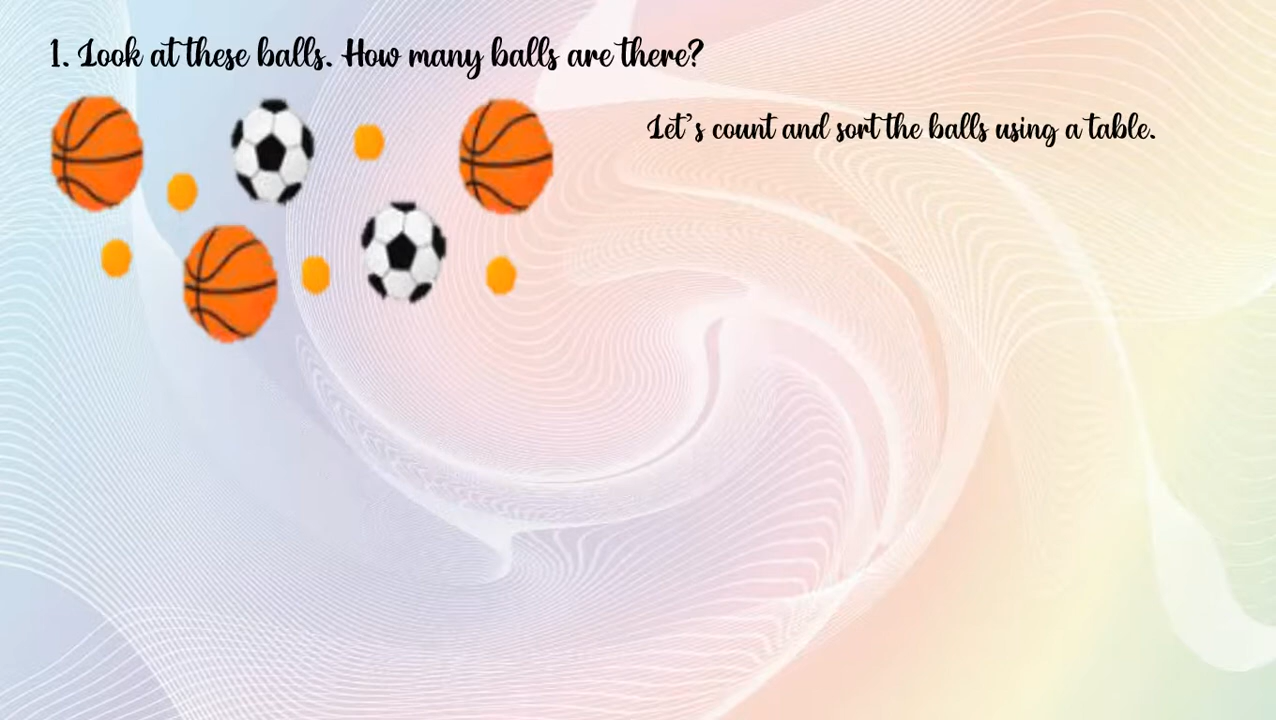 1. Look at these balls. How many balls are there?
Let's count and sort the balls using a table.